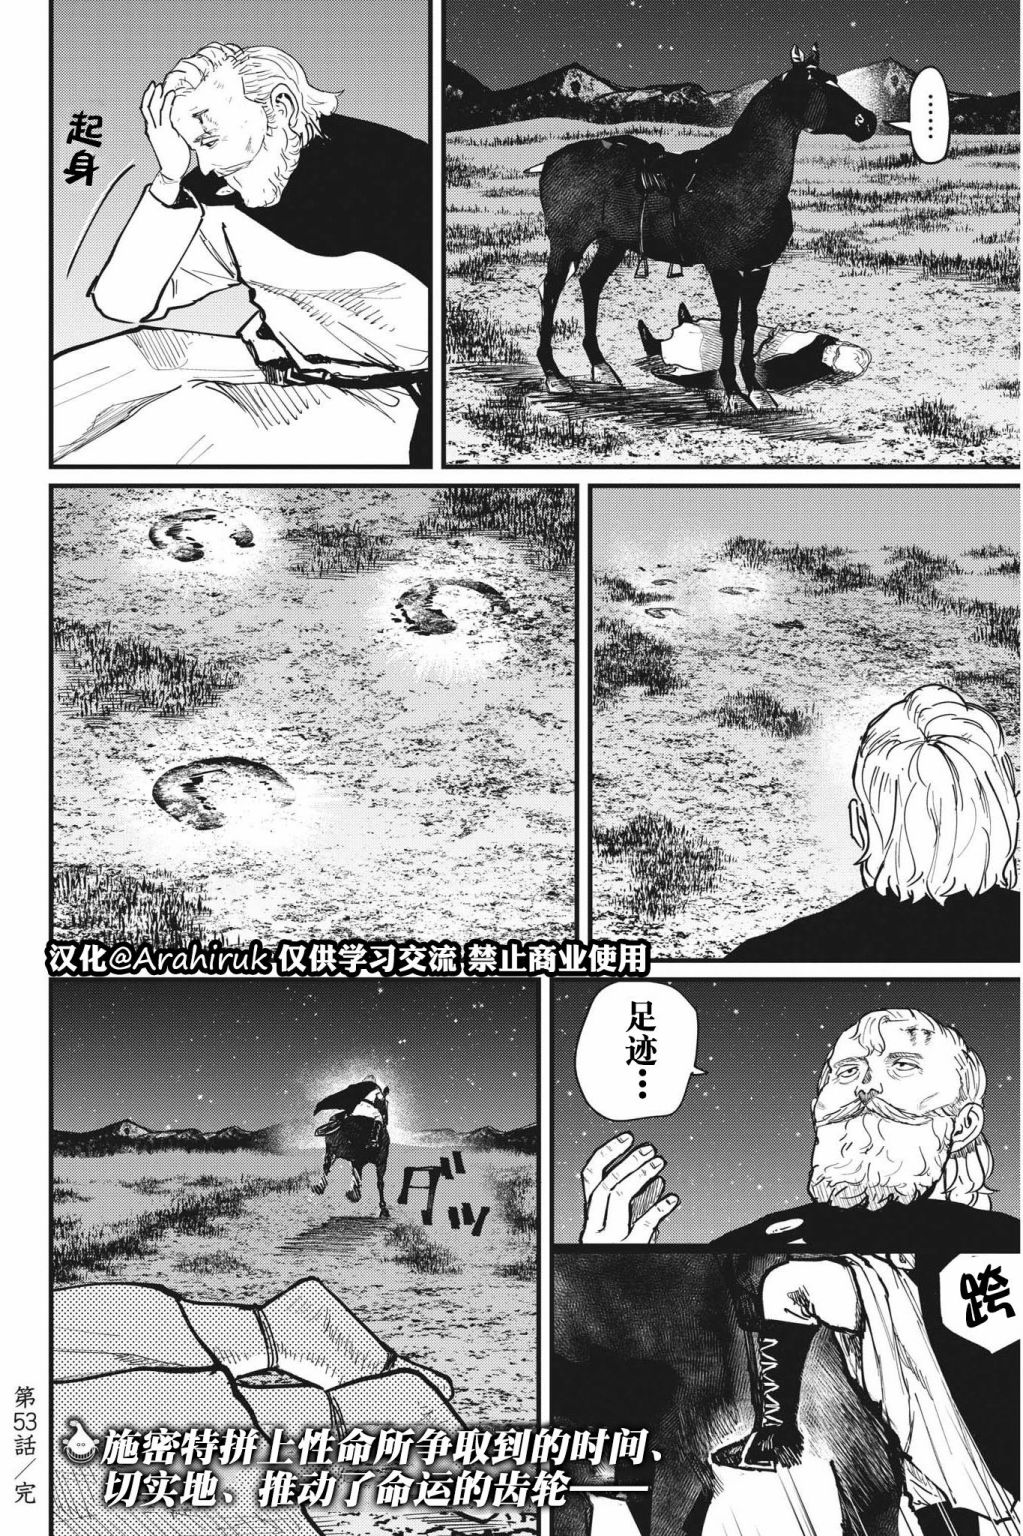 ……
起身
汉化@Arahiruk 仅供学习交流 禁止商业使用
足迹…
跨
ダッ
施密特拼上性命所争取到的时间、
切实地、推动了命运的齿轮——
第53話／完